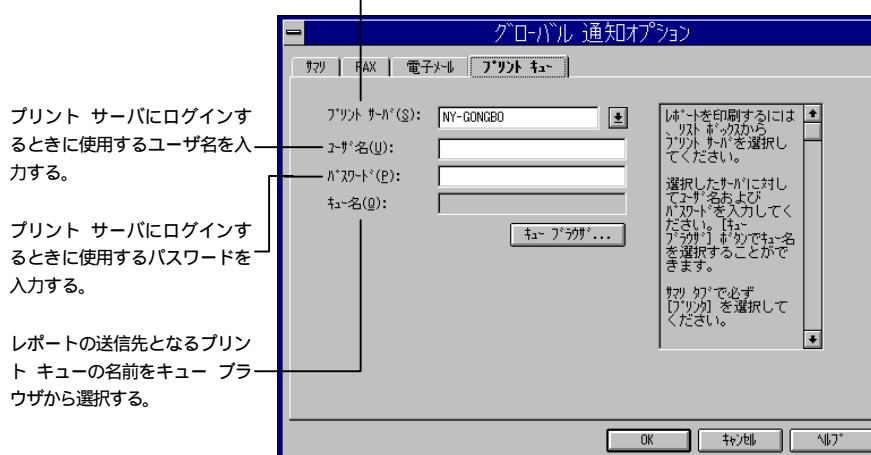 グローバル 通知オプション
サマリ FAX 電子メール プリント キュー
プリント サーバ(S): NY-GONGBO
ユーザ名(U):
パスワード(P):
キュー名(Q):
キュー ブラウザ...
レポートを印刷するには
、リスト ボックスから
プリント サーバを選択し
てください。
選択したサーバに対し
てユーザ名および
パスワードを入力してく
ださい。[キュー
ブラウザ] ボタンでキュー名
を選択することがで
きます。
サマリ タブで必ず
[プリンタ] を選択して
ください。
OK キャンセル ヘルプ
プリント サーバにログインす
るときに使用するユーザ名を入
力する。
プリント サーバにログインす
るときに使用するパスワードを
入力する。
レポートの送信先となるプリン
ト キューの名前をキュー ブラ
ウザから選択する。